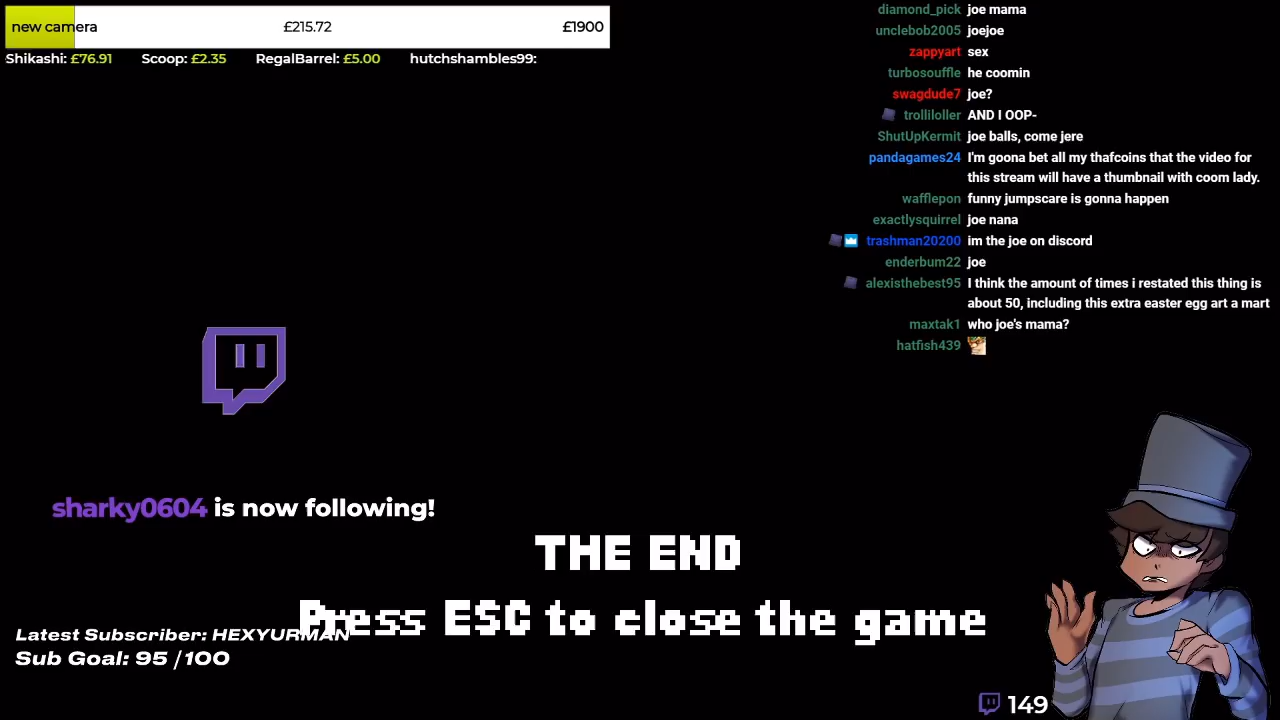 new camera £215.72 £1900
Shikashi: £76.91 Scoop: £2.35 RegalBarrel: £5.00 hutchshambles99:
diamond_pick joe mama
unclebob2005 joejoe
zappyart sex
turbosouffle he coomin
swagdude7 joe?
trolliloller AND I OOP-
ShutUpKermit joe balls, come jere
pandagames24 I'm goona bet all my thafcoins that the video for
this stream will have a thumbnail with coom lady.
wafflepon funny jumpscare is gonna happen
exactlysquirrel joe nana
trashman20200 im the joe on discord
enderbum22 joe
alexisthebest95 I think the amount of times i restated this thing is
about 50, including this extra easter egg art a mart
maxtak1 who joe's mama?
hatfish439
sharky0604 is now following!
THE END
Press ESC to close the game
Latest Subscriber: HEXYURMAN
Sub Goal: 95 /100
149